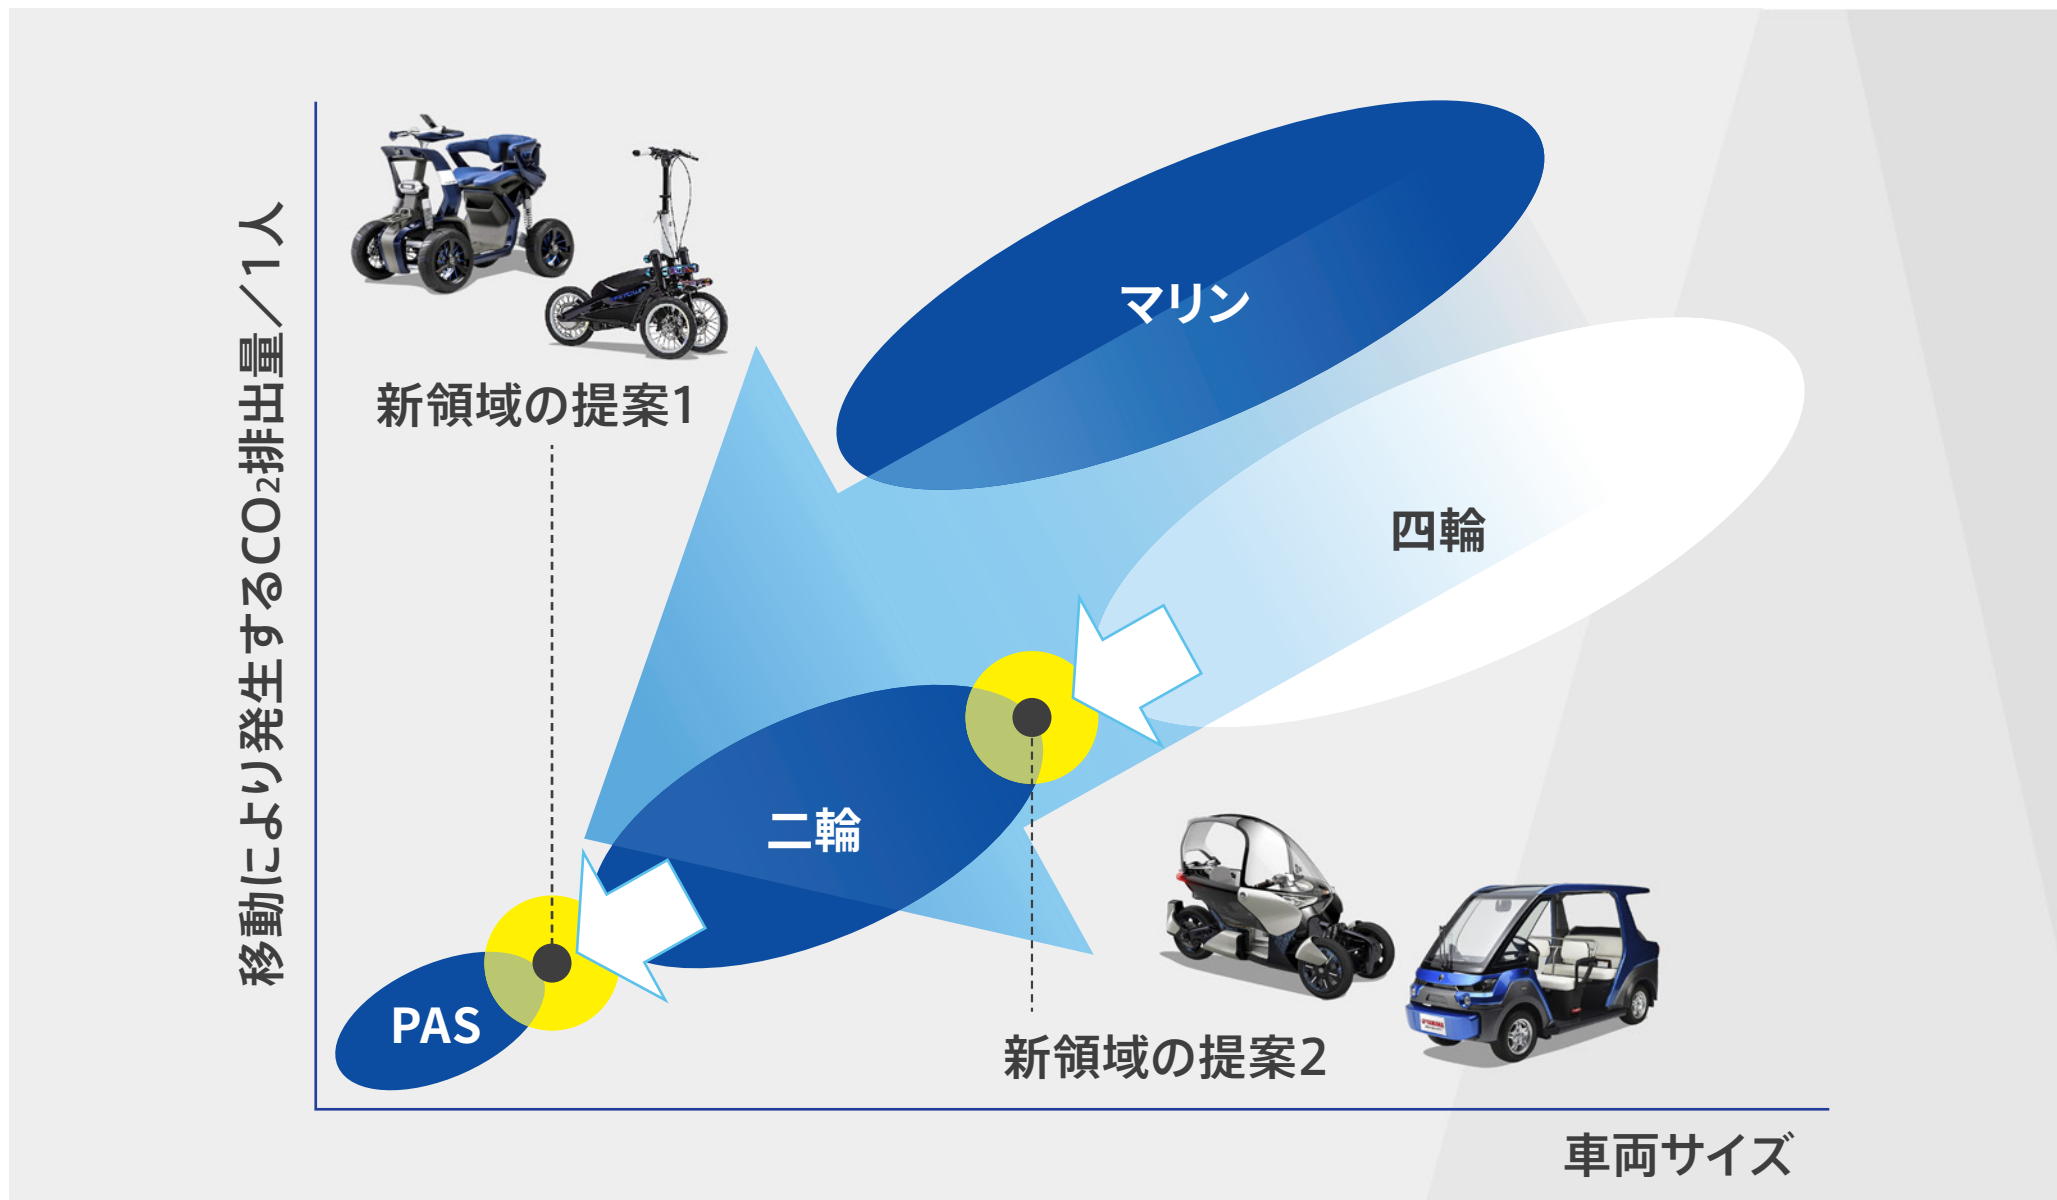 移動により発生するCO₂排出量／1人
新領域の提案1
マリン
四輪
二輪
PAS
新領域の提案2
YAMAHA
車両サイズ